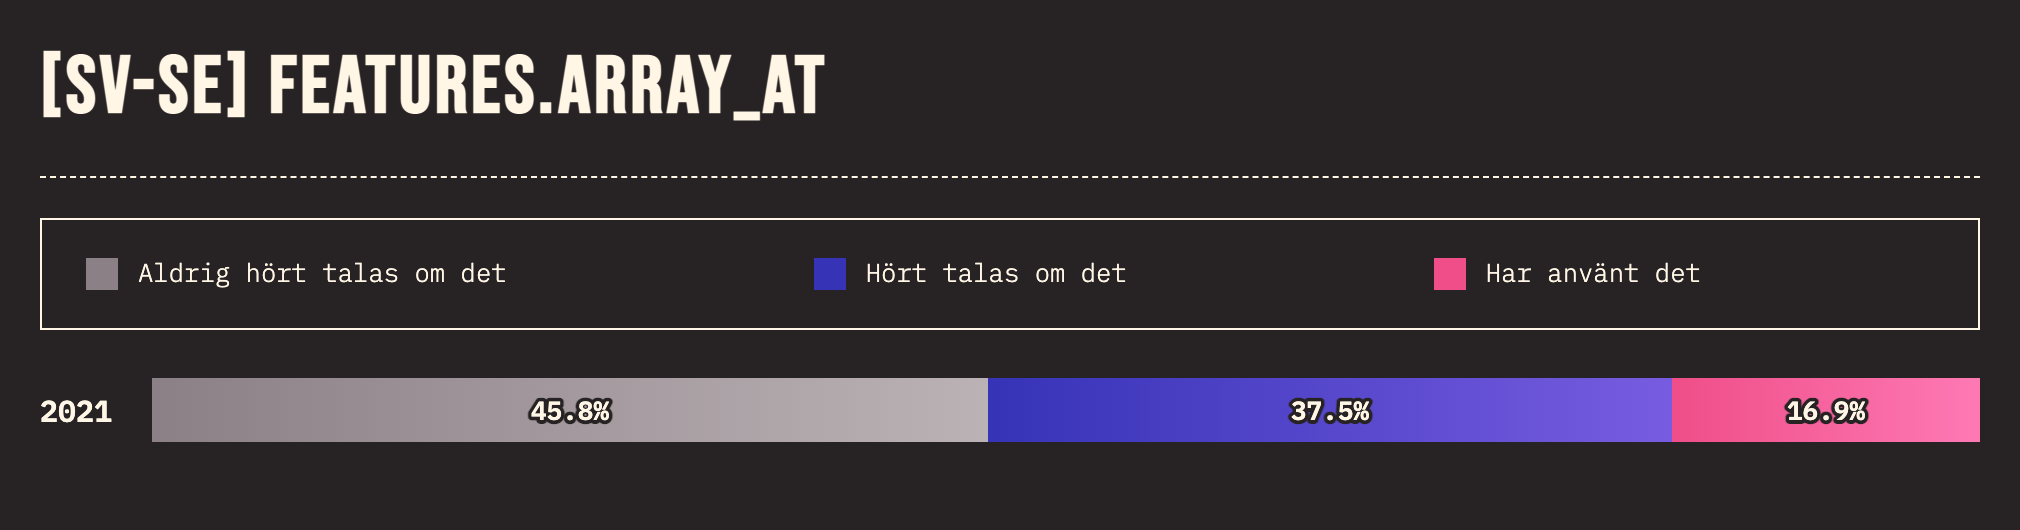 [SV-SE] FEATURES.ARRAY_AT
Aldrig hört talas om det
Hört talas om det
Har använt det
2021
45.8%
37.5%
16.9%